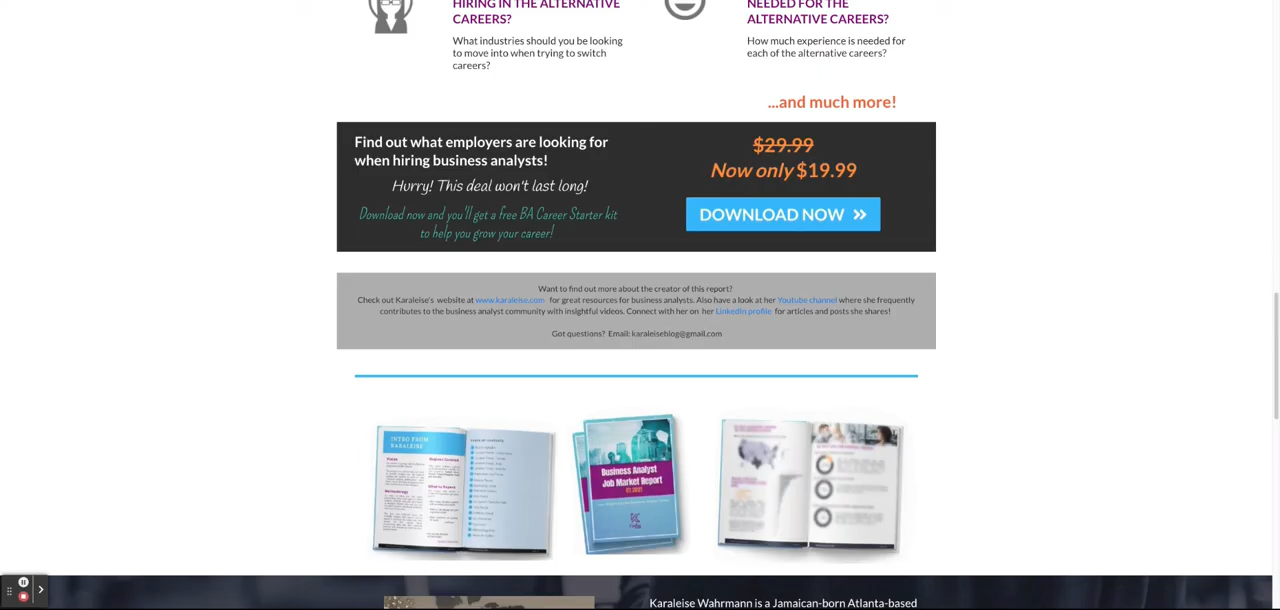 HIRING IN THE ALTERNATIVE
CAREERS?
What industries should you be looking
to move into when trying to switch
careers?
NEEDED FOR THE
ALTERNATIVE CAREERS?
How much experience is needed for
each of the alternative careers?
...and much more!
Find out what employers are looking for
when hiring business analysts!
Hurry! This deal won't last long!
Download now and you'll get a free BA Career Starter kit
to help you grow your career!
$29.99
Now only $19.99
DOWNLOAD NOW »
Want to find out more about the creator of this report?
Check out Karaleise's website at www.karaleise.com for great resources for business analysts. Also have a look at her Youtube channel where she frequently
contributes to the business analyst community with insightful videos. Connect with her on her LinkedIn profile for articles and posts she shares!
Got questions? Email: karaleiseblog@gmail.com
INTRO FROM
KARALEISE
TABLE OF CONTENTS
Business Analyst
Job Market Report
Karaleise Wahrmann is a Jamaican-born Atlanta-based